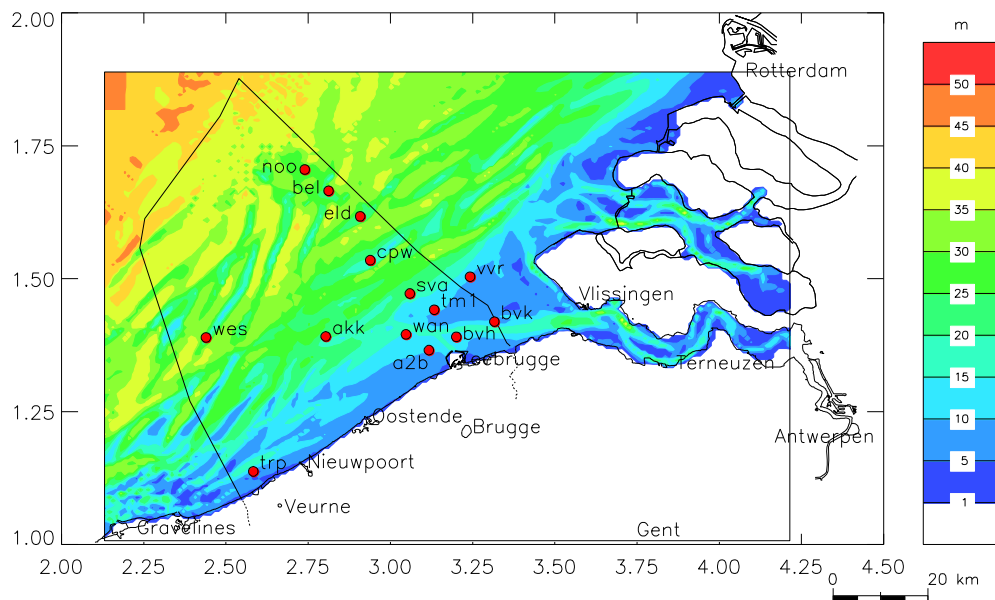 2.00
m
Rotterdam
50
45
1.75
noo
40
bel
35
eld
cpw
30
1.50
vvr
sva
Vlissingen
25
tm1
bvk
wes
akk
wan
bvh
20
a2b
Zeebrugge
Terneuzen
15
1.25
Oostende
Brugge
10
Antwerpen
trp
Nieuwpoort
5
Veurne
1
Gravelines
Gent
1.00
2.00 2.25 2.50 2.75 3.00 3.25 3.50 3.75 4.00 4.25 4.50
0 20 km